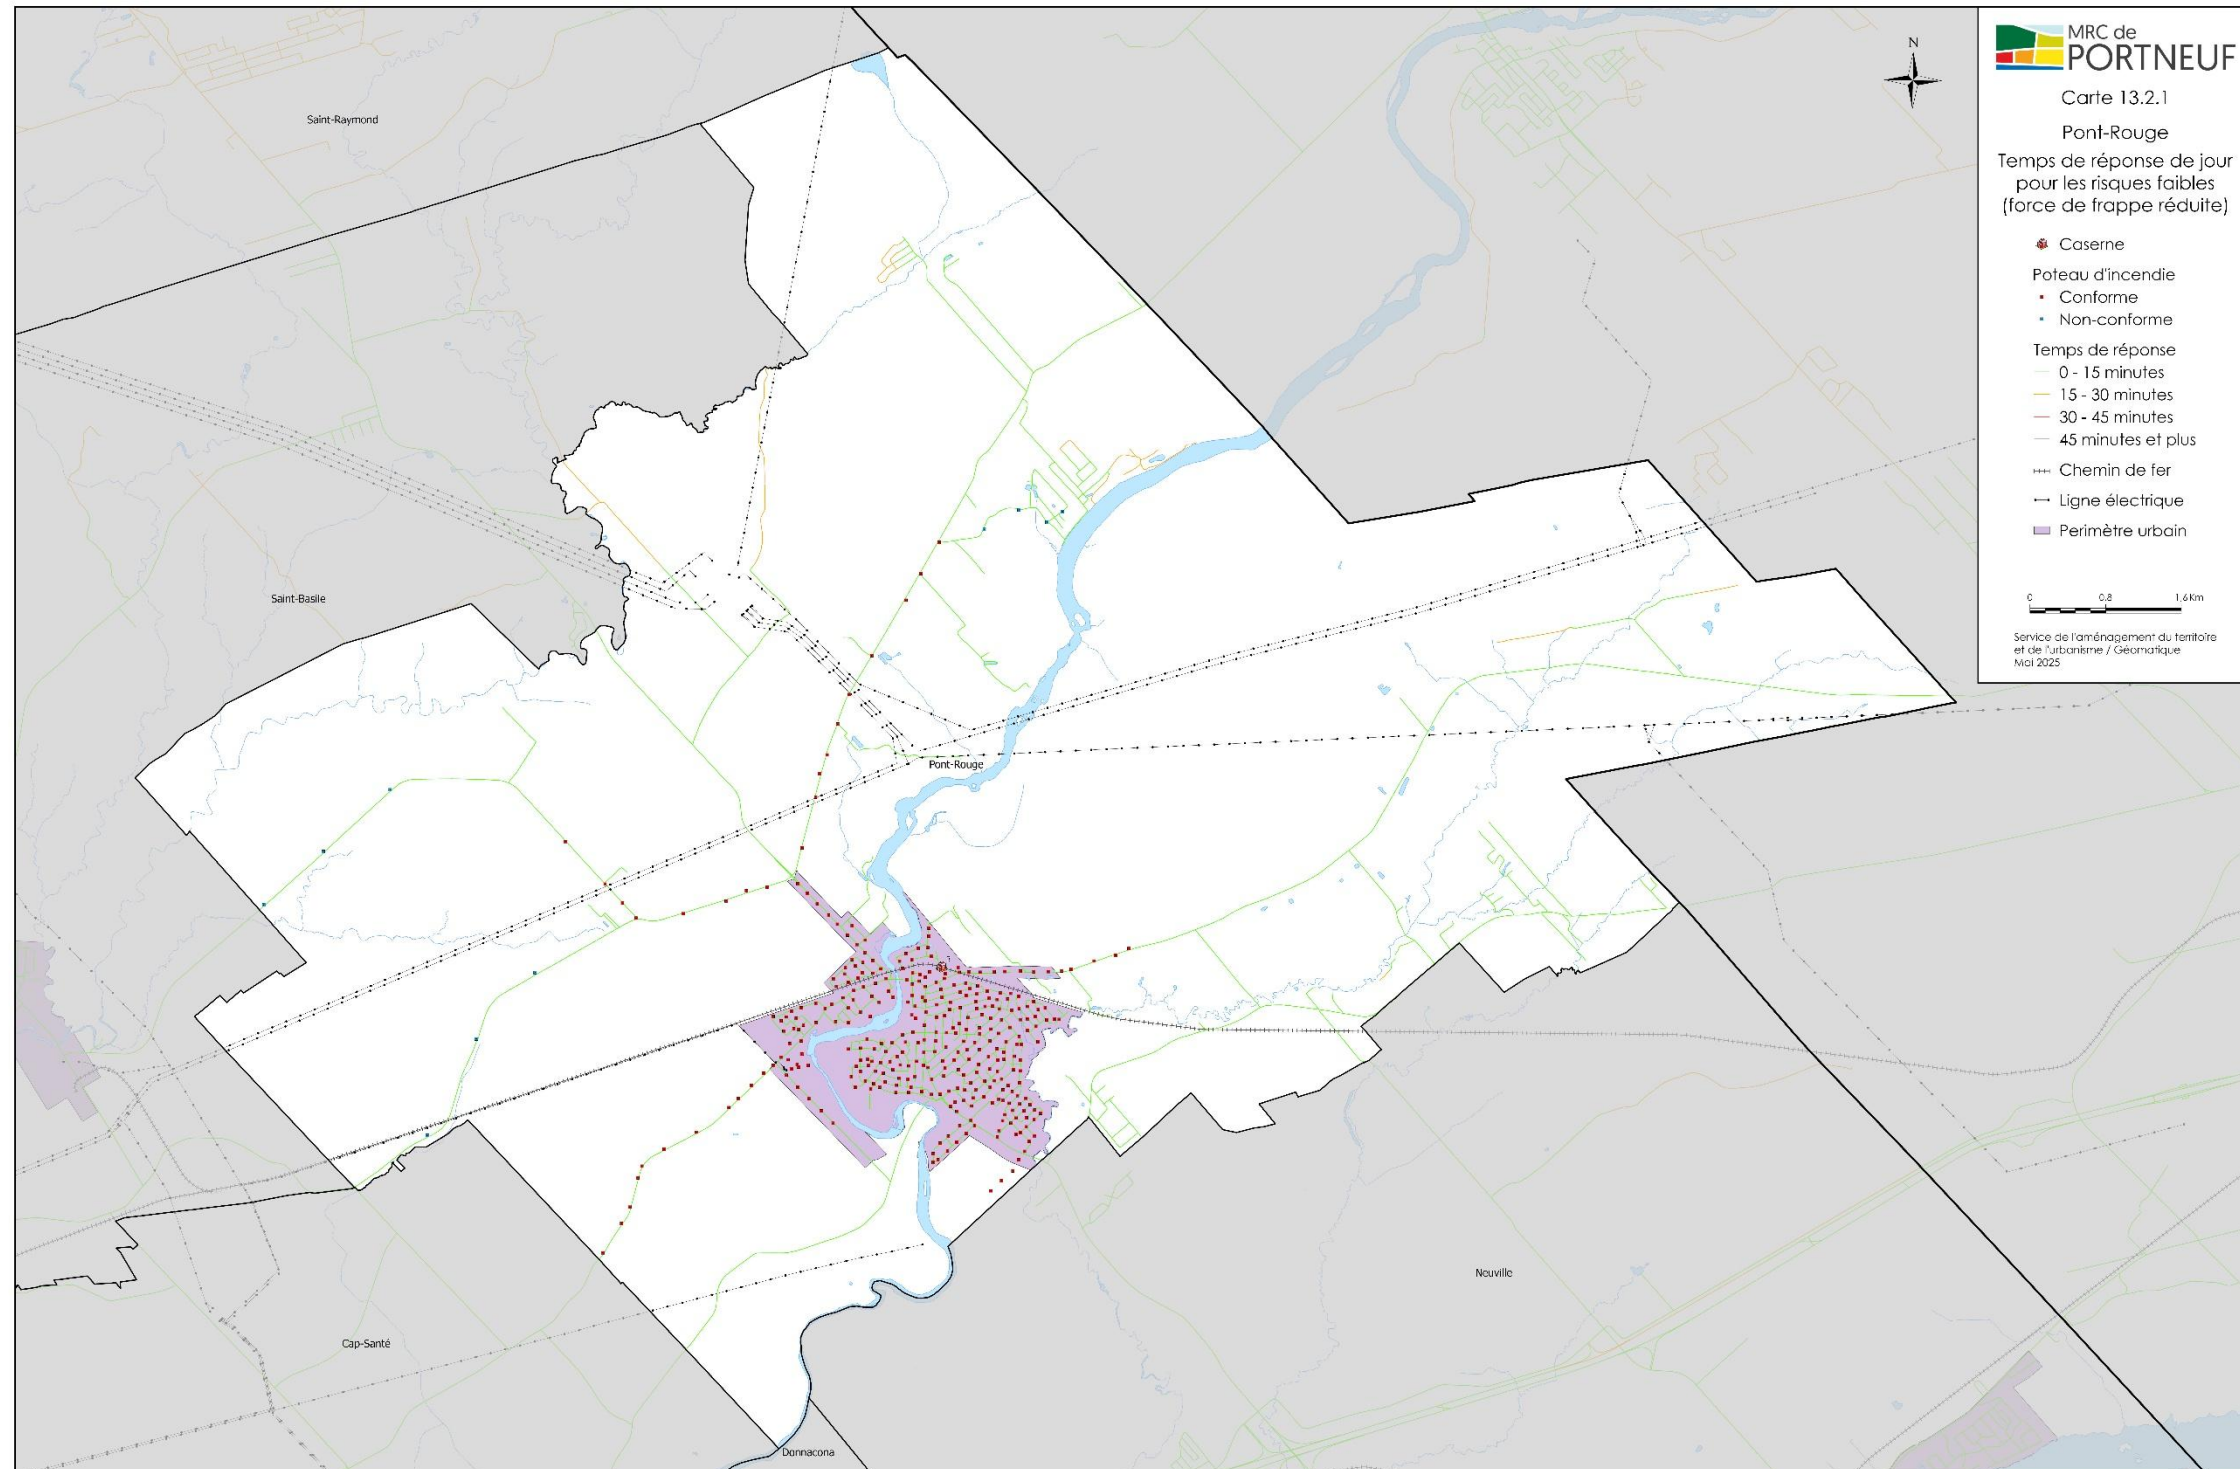 MRC de
PORTNEUF
Carte 13.2.1
Pont-Rouge
Temps de réponse de jour
pour les risques faibles
(force de frappe réduite)
Caserne
Poteau d'incendie
Conforme
Non-conforme
Temps de réponse
0 - 15 minutes
15 - 30 minutes
30 - 45 minutes
45 minutes et plus
Chemin de fer
Ligne électrique
Perimètre urbain
0 0,8 1,6 Km
Service de l'aménagement du territoire
et de l'urbanisme / Géomatique
Mai 2025
N
Saint-Raymond
Saint-Basile
Pont-Rouge
Neuville
Cap-Santé
Donnacona